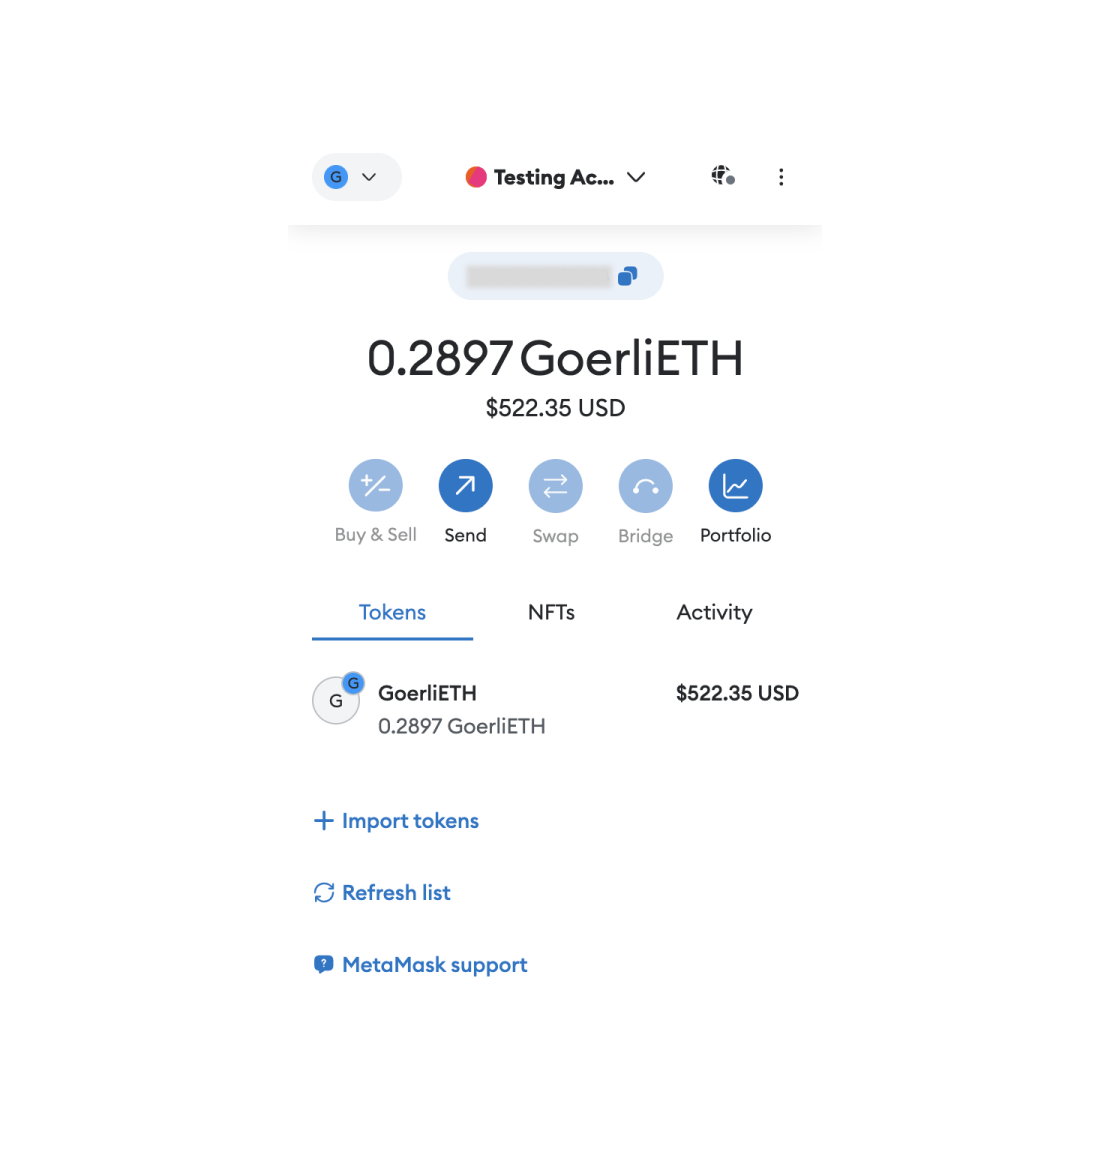 G
Testing Ac...
0.2897 GoerliETH
$522.35 USD
Buy & Sell
Send
Swap
Bridge
Portfolio
Tokens
NFTs
Activity
G
G
GoerliETH
$522.35 USD
0.2897 GoerliETH
Import tokens
Refresh list
MetaMask support